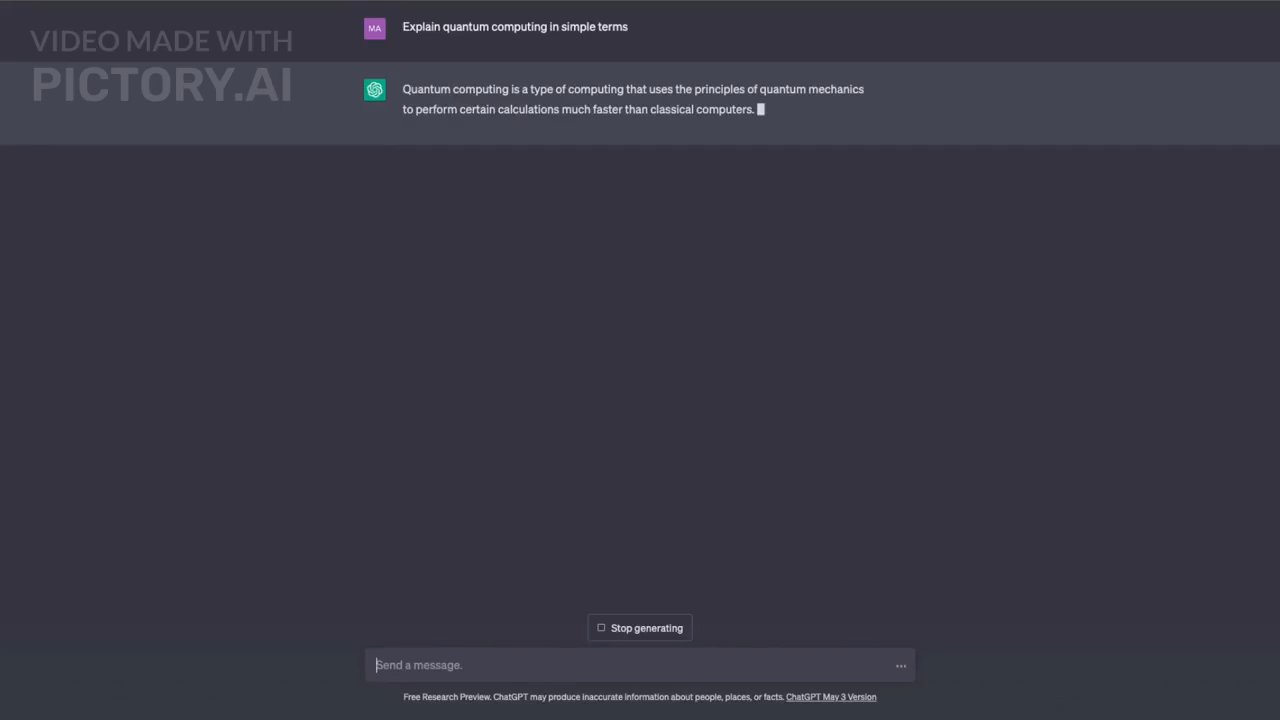 VIDEO MADE WITH
PICTORY.AI
MA
Explain quantum computing in simple terms
Quantum computing is a type of computing that uses the principles of quantum mechanics
to perform certain calculations much faster than classical computers.
Stop generating
Send a message.
Free Research Preview. ChatGPT may produce inaccurate information about people, places, or facts. ChatGPT May 3 Version